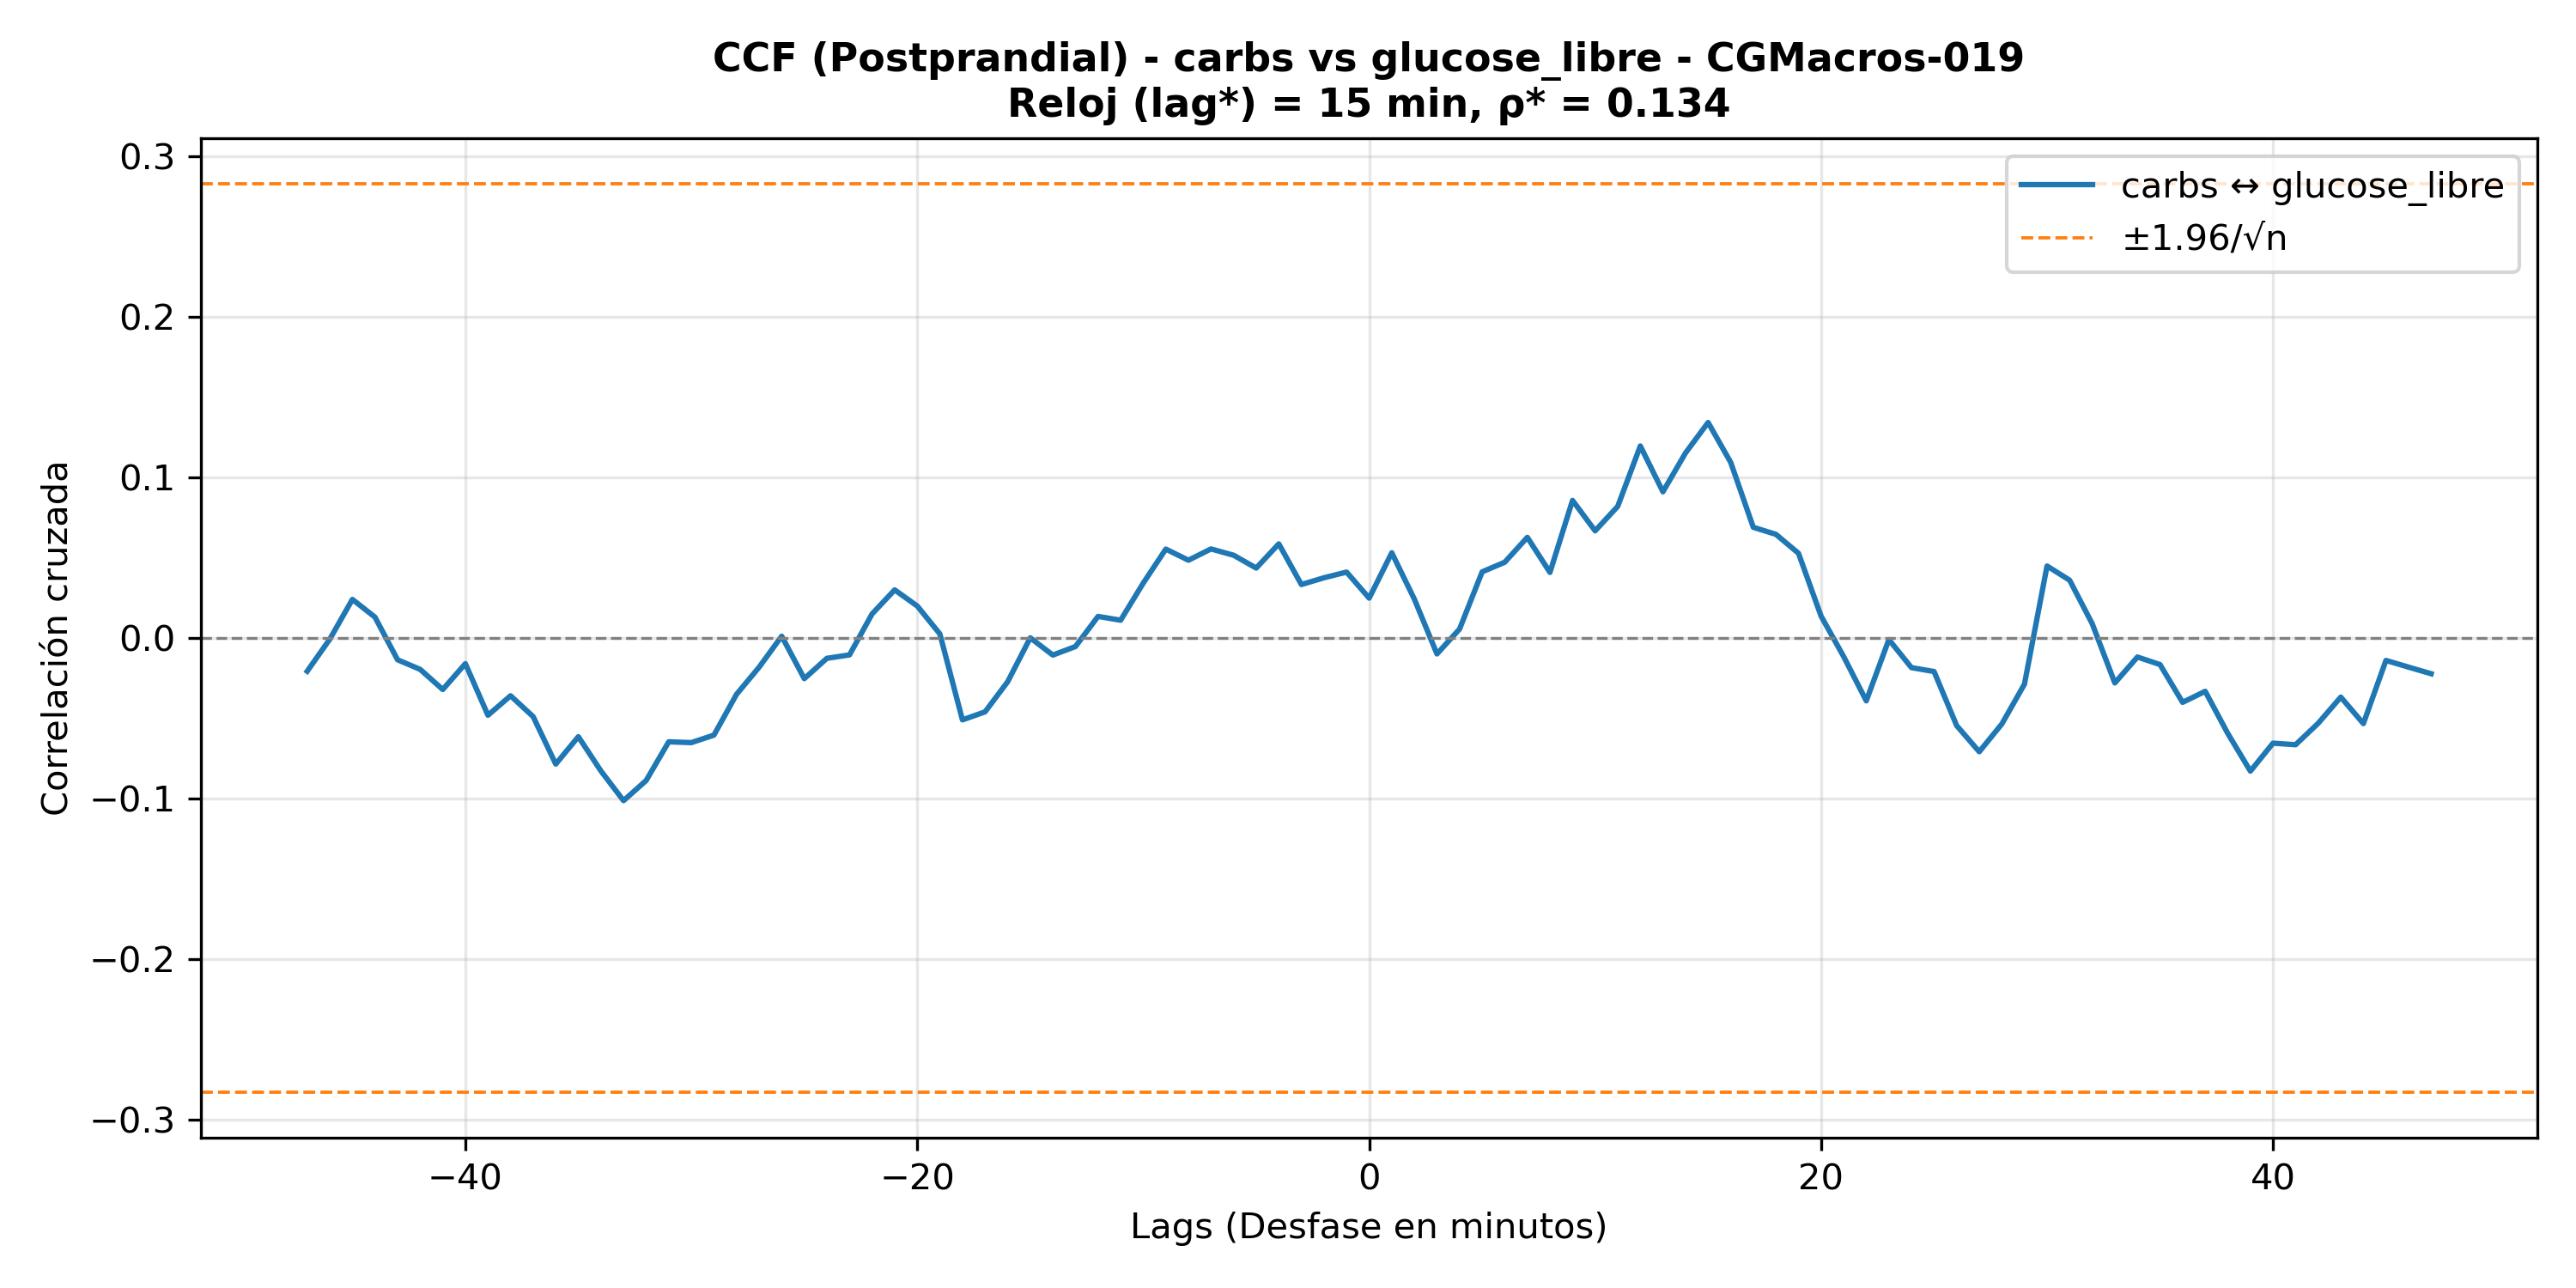 CCF (Postprandial) - carbs vs glucose_libre - CGMacros-019
Reloj (lag*) = 15 min, ρ* = 0.134
0.3
0.2
0.1
0.0
−0.1
−0.2
−0.3
Correlación cruzada
carbs ↔ glucose_libre
±1.96/√n
−40
−20
0
20
40
Lags (Desfase en minutos)